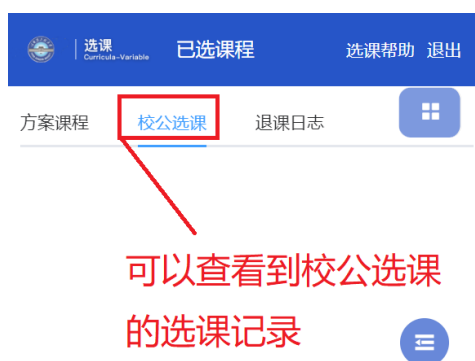 选课 已选课程 选课帮助 退出
Curricula-Variable
方案课程 校公选课 退课日志
可以查看到校公选课
的选课记录